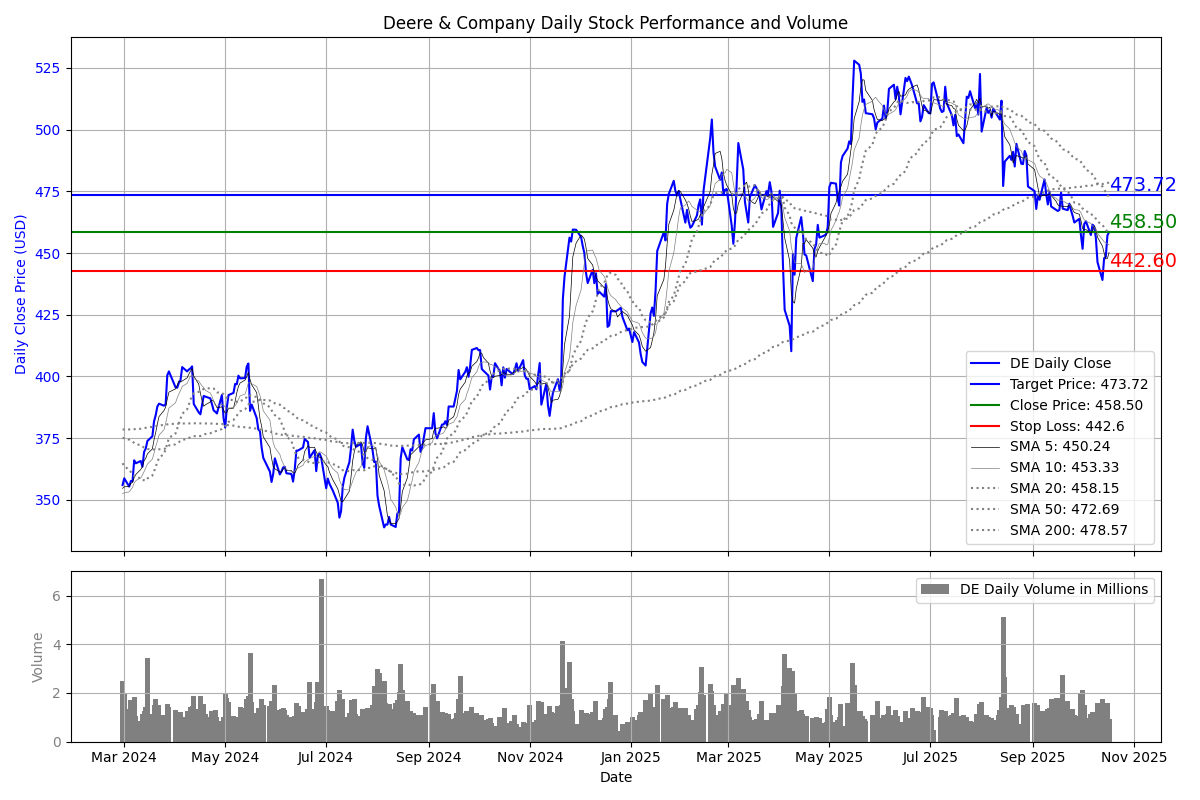 Deere & Company Daily Stock Performance and Volume
Daily Close Price (USD)
525
500
475
450
425
400
375
350
473.72
458.50
442.60
DE Daily Close
Target Price: 473.72
Close Price: 458.50
Stop Loss: 442.6
SMA 5: 450.24
SMA 10: 453.33
SMA 20: 458.15
SMA 50: 472.69
SMA 200: 478.57
Volume
6
4
2
0
DE Daily Volume in Millions
Mar 2024 May 2024 Jul 2024 Sep 2024 Nov 2024 Jan 2025 Mar 2025 May 2025 Jul 2025 Sep 2025 Nov 2025
Date